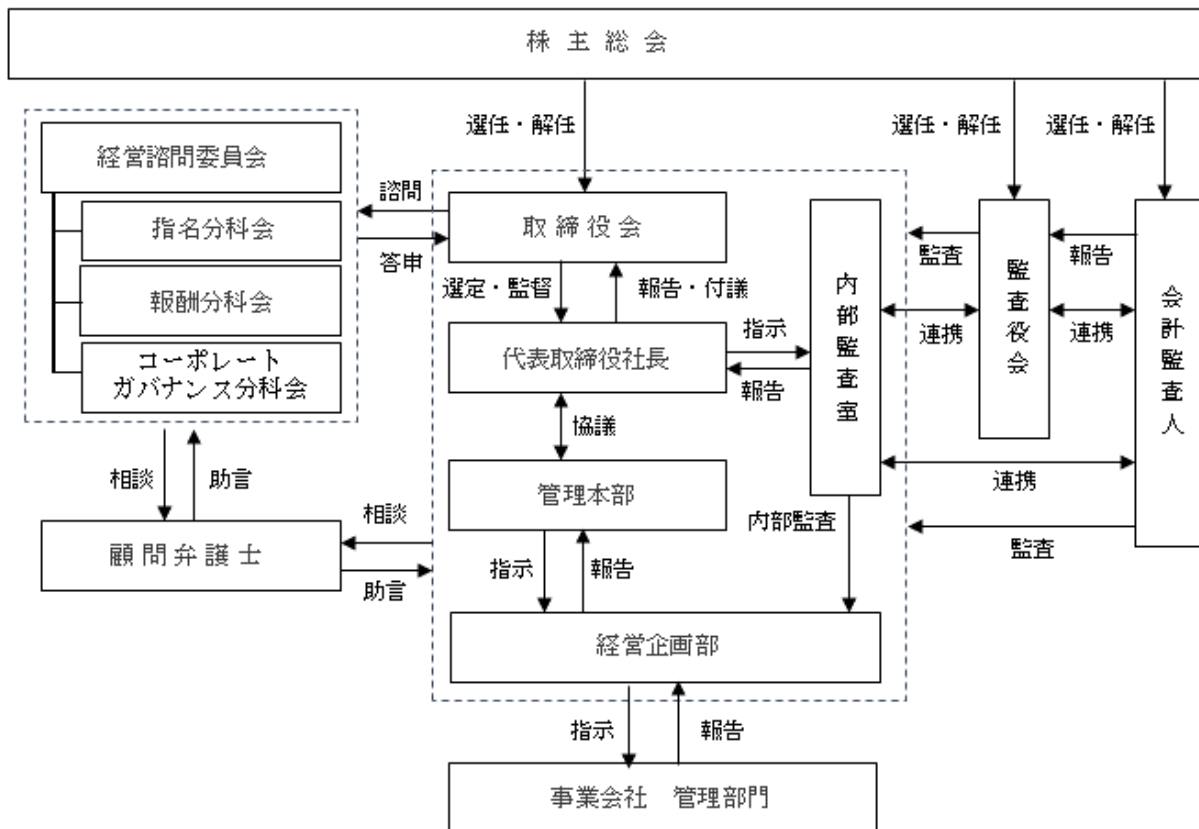 株主総会
選任・解任
選任・解任
選任・解任
経営諮問委員会
指名分科会
報酬分科会
コーポレート
ガバナンス分科会
諮問
答申
取締役会
選定・監督
報告・付議
代表取締役社長
指示
報告
内部監査室
監査
連携
監査役会
報告
連携
会計監査人
協議
連携
管理本部
内部監査
監査
相談
助言
顧問弁護士
相談
助言
指示
報告
経営企画部
指示
報告
事業会社 管理部門